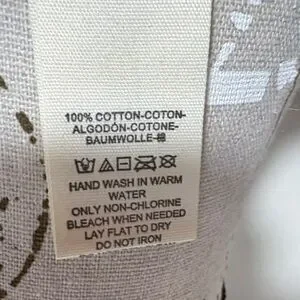 100% COTTON-COTON-
ALGODÓN-COTONE-
BAUMWOLLE-棉
HAND WASH IN WARM
WATER
ONLY NON-CHLORINE
BLEACH WHEN NEEDED
LAY FLAT TO DRY
DO NOT IRON